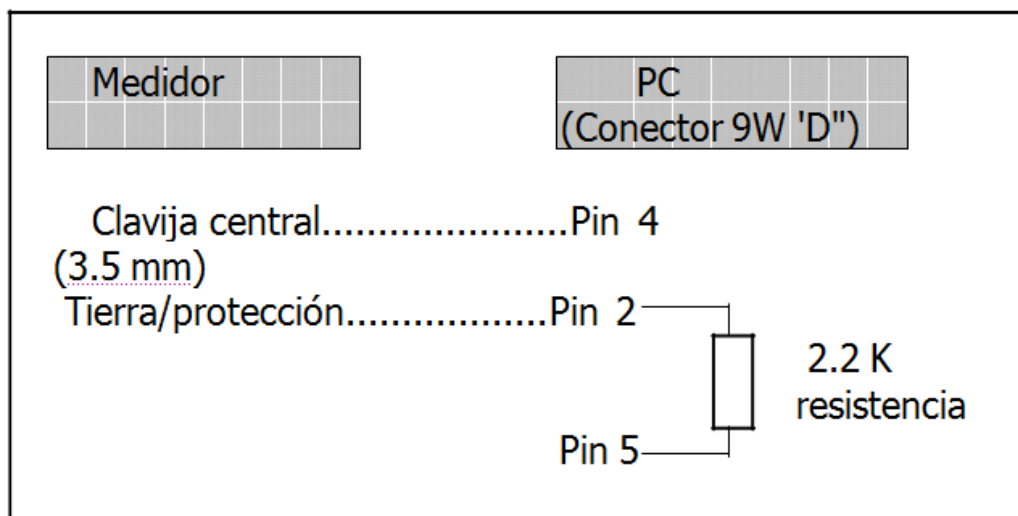 Medidor
PC
(Conector 9W 'D")
Clavija central......................Pin 4
(3.5 mm)
Tierra/protección..................Pin 2
2.2 K
resistencia
Pin 5